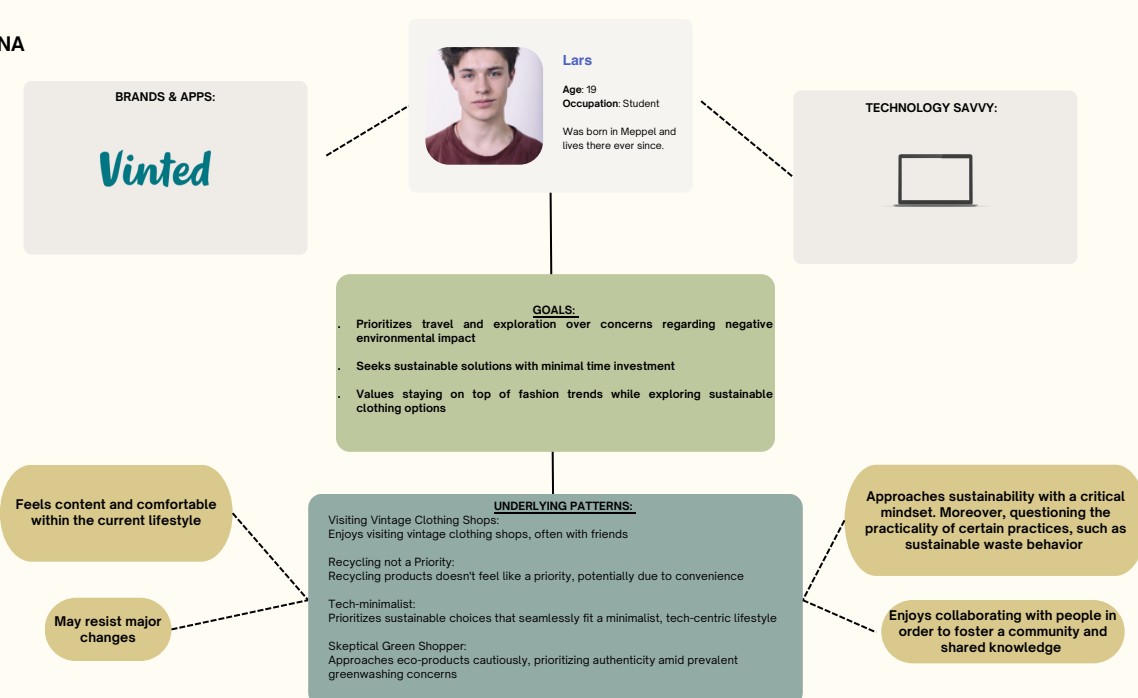 NA
BRANDS & APPS:
Vinted
Lars
Age: 19
Occupation: Student
Was born in Meppel and
lives there ever since.
TECHNOLOGY SAVVY:
GOALS:
. Prioritizes travel and exploration over concerns regarding negative
environmental impact
. Seeks sustainable solutions with minimal time investment
. Values staying on top of fashion trends while exploring sustainable
clothing options
Feels content and comfortable
within the current lifestyle
May resist major
changes
UNDERLYING PATTERNS:
Visiting Vintage Clothing Shops:
Enjoys visiting vintage clothing shops, often with friends
Recycling not a Priority:
Recycling products doesn't feel like a priority, potentially due to convenience
Tech-minimalist:
Prioritizes sustainable choices that seamlessly fit a minimalist, tech-centric lifestyle
Skeptical Green Shopper:
Approaches eco-products cautiously, prioritizing authenticity amid prevalent
greenwashing concerns
Approaches sustainability with a critical
mindset. Moreover, questioning the
practicality of certain practices, such as
sustainable waste behavior
Enjoys collaborating with people in
order to foster a community and
shared knowledge